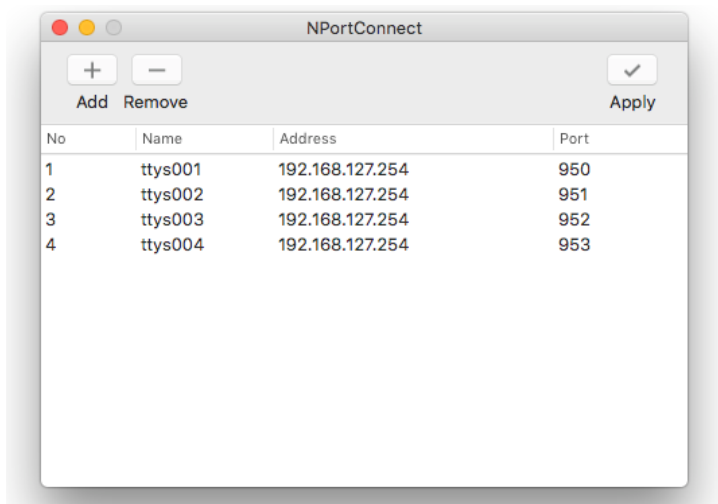 NPortConnect
Add Remove Apply
No Name Address Port
1 ttys001 192.168.127.254 950
2 ttys002 192.168.127.254 951
3 ttys003 192.168.127.254 952
4 ttys004 192.168.127.254 953